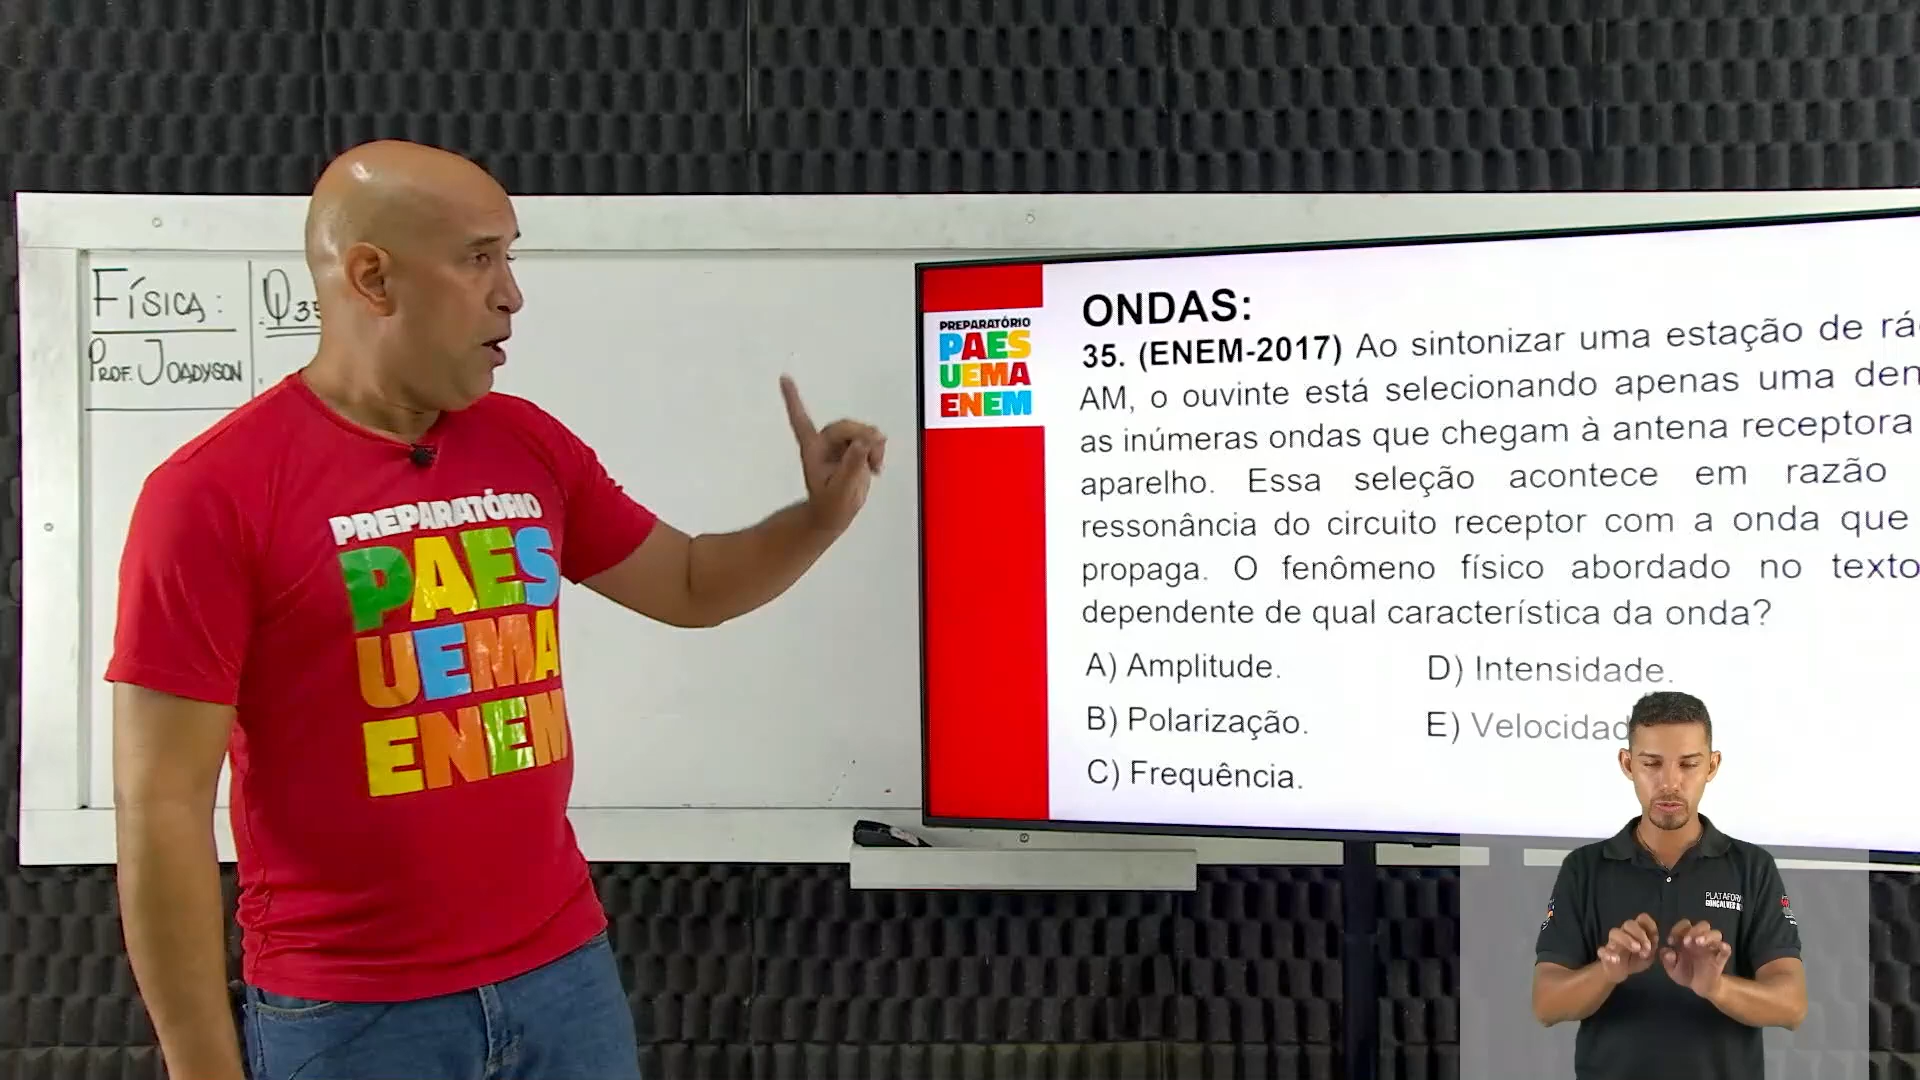 FÍSICA:
Q35
PROF. JOADYSON
PREPARATÓRIO
PAES
UEMA
ENEM
PREPARATÓRIO
PAES
UEMA
ENEM
ONDAS:
35. (ENEM-2017) Ao sintonizar uma estação de rá
AM, o ouvinte está selecionando apenas uma den
as inúmeras ondas que chegam à antena receptora
aparelho. Essa seleção acontece em razão
ressonância do circuito receptor com a onda que
propaga. O fenômeno físico abordado no texto
dependente de qual característica da onda?
A) Amplitude.
D) Intensidade.
B) Polarização.
E) Velocidad
C) Frequência.
PLATAFOR
GONÇALVES